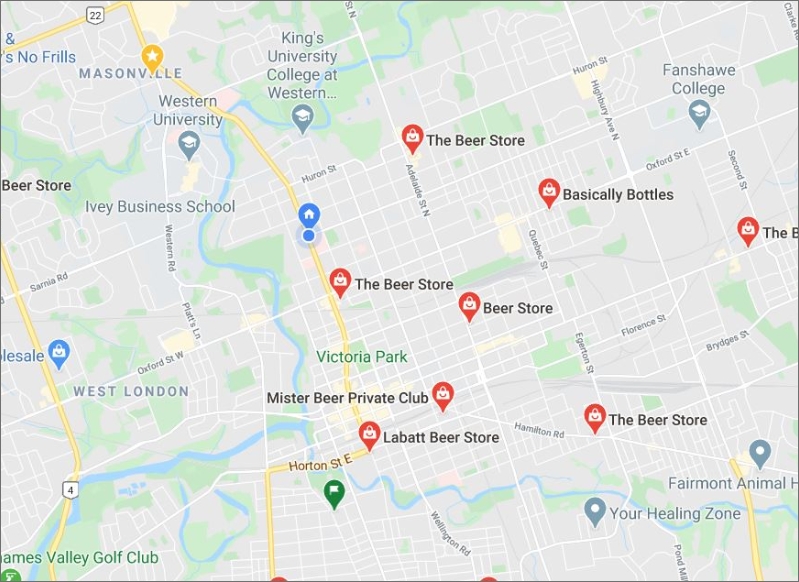 22
&
's No Frills
MASONVILLE
King's
University
College at
Western...
Western
University
Huron St
Highbury Ave N
Fanshawe
College
Clarke Rd
St N
The Beer Store
Huron St
Adelaide St N
Oxford St E
Second St
Beer Store
Ivey Business School
Basically Bottles
Western Rd
Quebec St
The B
Sarnia Rd
Platt's Ln
The Beer Store
Beer Store
Florence St
Brydges St
Egerton St
olesale
Oxford St W
Victoria Park
WEST LONDON
Mister Beer Private Club
The Beer Store
Hamilton Rd
Labatt Beer Store
Horton St E
4
Fairmont Animal H
Your Healing Zone
Wellington Rd
Pond Mil
ames Valley Golf Club